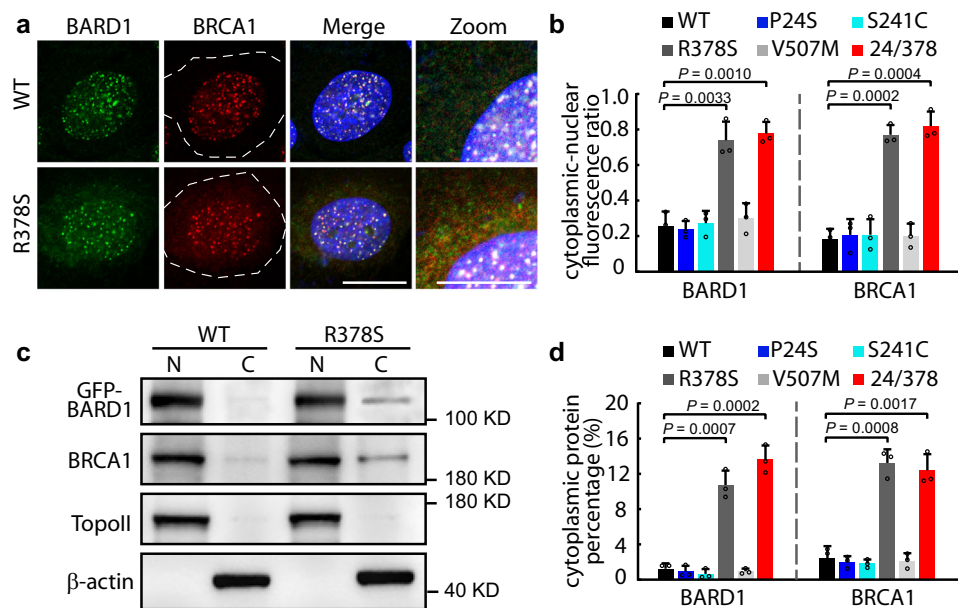 a
BARD1 BRCA1 Merge Zoom
WT
R378S
b
WT P24S S241C
R378S V507M 24/378
P = 0.0010 P = 0.0004
P = 0.0033 P = 0.0002
cytoplasmic-nuclear
fluorescence ratio
1.0
0.8
0.6
0.4
0.2
0
BARD1 BRCA1
c
WT R378S
N C N C
GFP-
BARD1
100 KD
BRCA1
180 KD
180 KD
TopoII
β-actin
40 KD
d
WT P24S S241C
R378S V507M 24/378
P = 0.0002 P = 0.0017
P = 0.0007 P = 0.0008
cytoplasmic protein
percentage (%)
20
16
12
8
4
0
BARD1 BRCA1